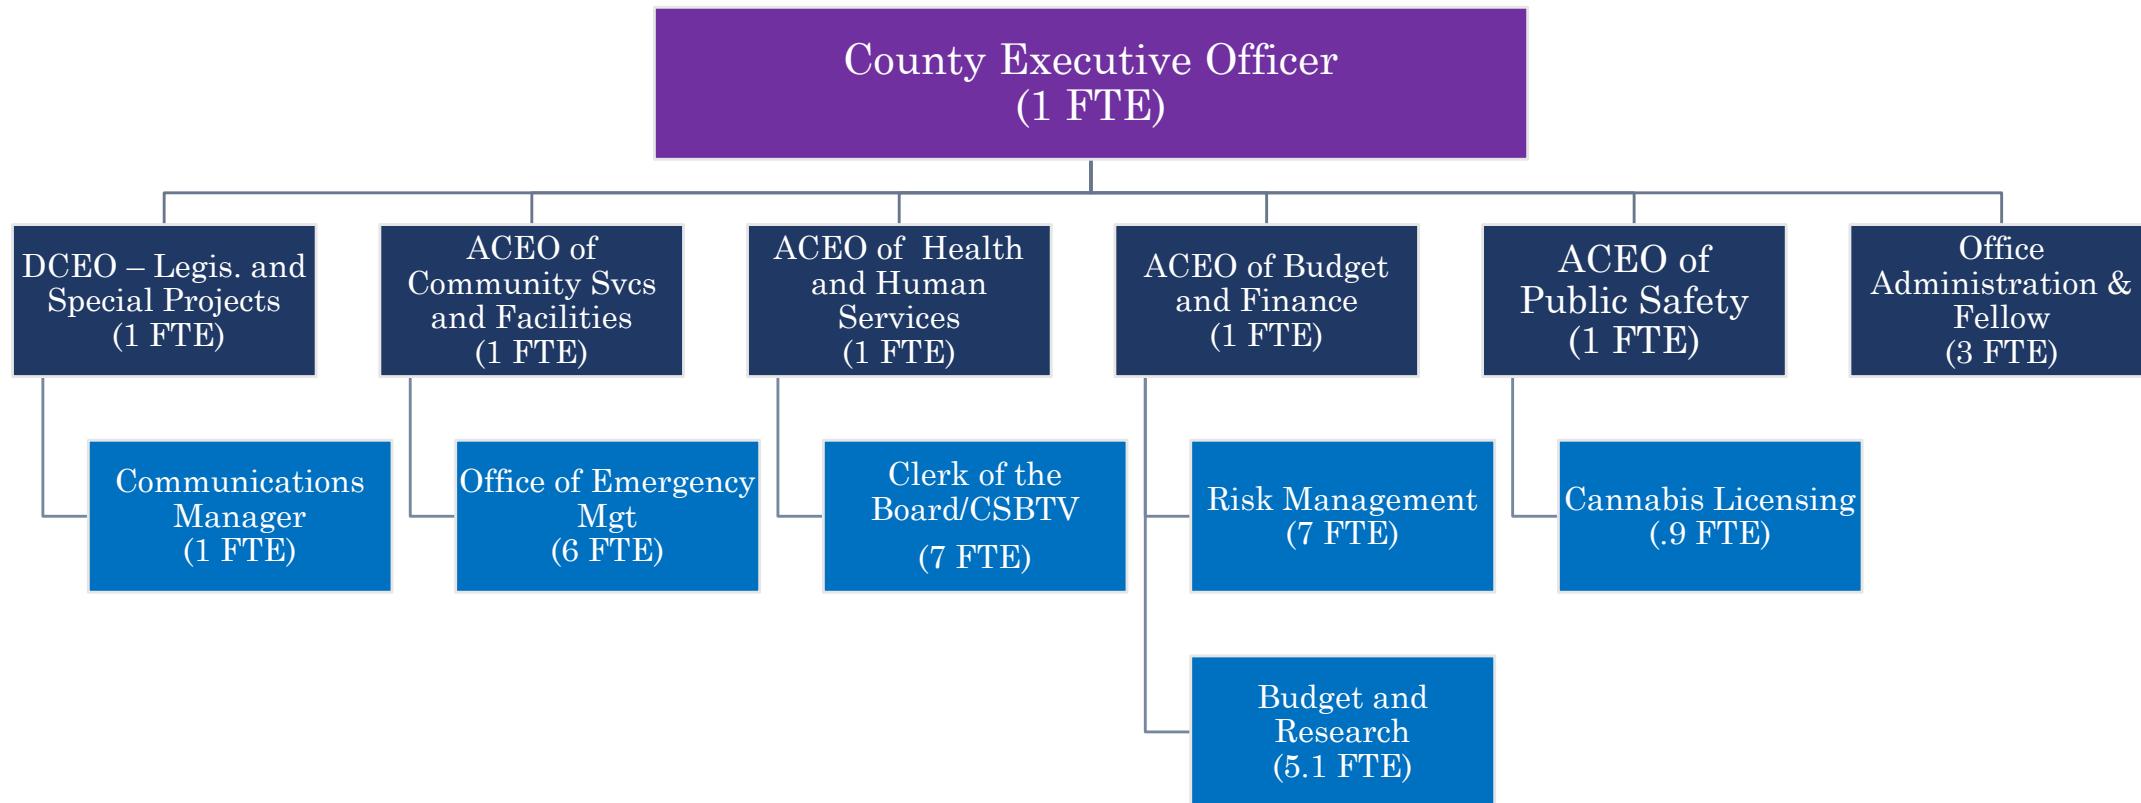 County Executive Officer
(1 FTE)
DCEO – Legis. and
Special Projects
(1 FTE)
ACEO of
Community Svcs
and Facilities
(1 FTE)
ACEO of  Health
and Human
Services
(1 FTE)
ACEO of Budget
and Finance
(1 FTE)
ACEO of
Public Safety
(1 FTE)
Office
Administration &
Fellow
(3 FTE)
Communications
Manager
(1 FTE)
Office of Emergency
Mgt
(6 FTE)
Clerk of the
Board/CSBTV
(7 FTE)
Risk Management
(7 FTE)
Cannabis Licensing
(.9 FTE)
Budget and
Research
(5.1 FTE)